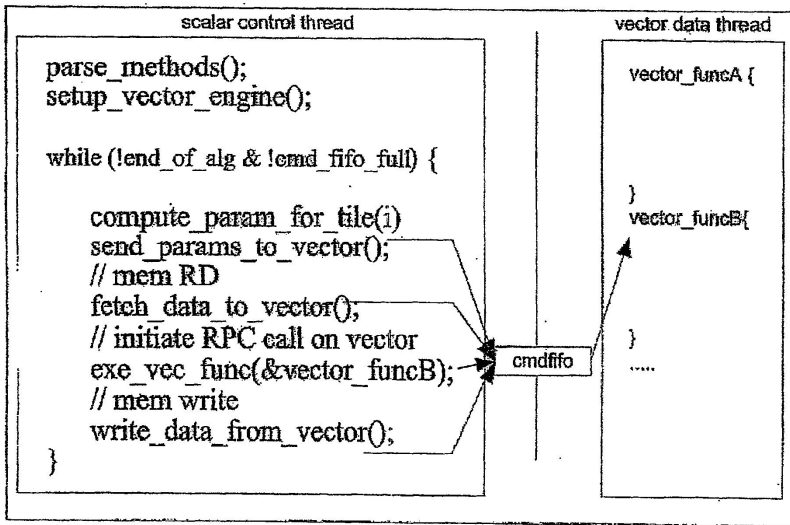 scalar control thread
parse_methods();
setup_vector_engine();
while (!end_of_alg & !cmd_fifo_full) {
compute_param_for_tile(i)
send_params_to_vector();
// mem RD
fetch_data_to_vector();
// initiate RPC call on vector
exe_vec_func(&vector_funcB);
// mem write
write_data_from_vector();
}
cmdfifo
vector data thread
vector_funcA {
}
vector_funcB{
}
.....